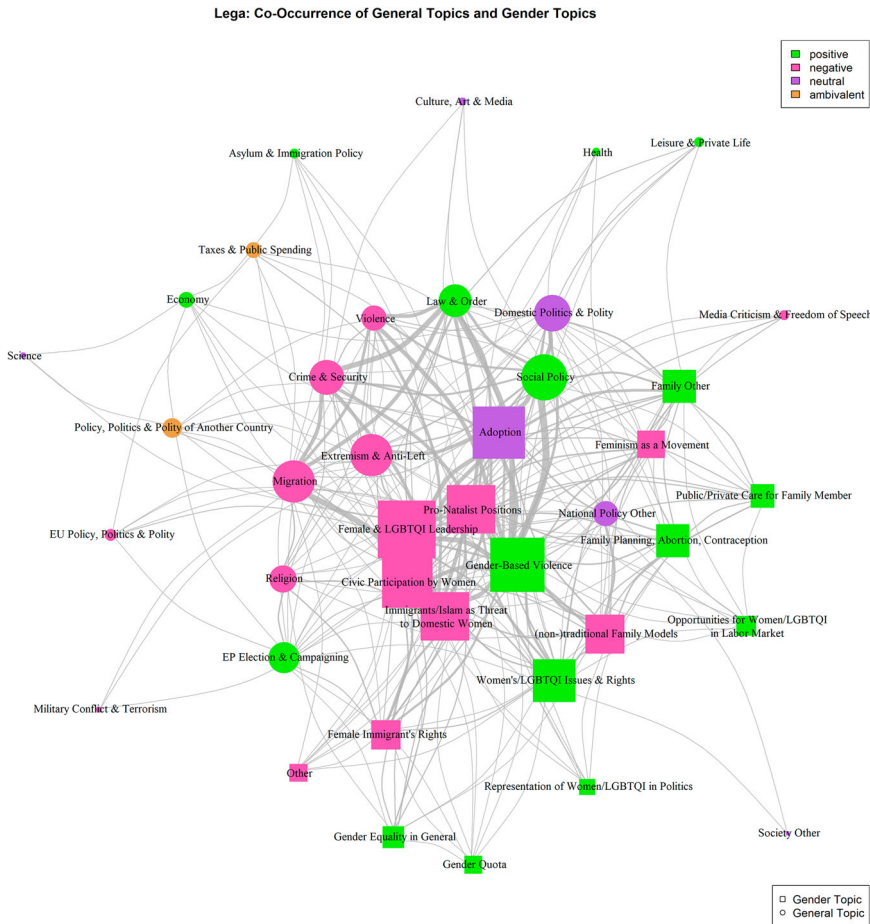 Lega: Co-Occurrence of General Topics and Gender Topics
positive
negative
neutral
ambivalent
Culture, Art & Media
Leisure & Private Life
Asylum & Immigration Policy
Health
Taxes & Public Spending
Economy
Law & Order
Domestic Politics & Polity
Violence
Media Criticism & Freedom of Speech
Science
Crime & Security
Social Policy
Family Other
Policy, Politics & Polity of Another Country
Adoption
Feminism as a Movement
Extremism & Anti-Left
Migration
Public/Private Care for Family Member
Pro-Natalist Positions
National Policy Other
Female & LGBTQI Leadership
EU Policy, Politics & Polity
Family Planning, Abortion, Contraception
Gender-Based Violence
Religion
Civic Participation by Women
Immigrants/Islam as Threat
to Domestic Women
Opportunities for Women/LGBTQI
in Labor Market
(non-)traditional Family Models
EP Election & Campaigning
Women's/LGBTQI Issues & Rights
Military Conflict & Terrorism
Female Immigrant's Rights
Other
Representation of Women/LGBTQI in Politics
Gender Equality in General
Society Other
Gender Quota
Gender Topic
General Topic